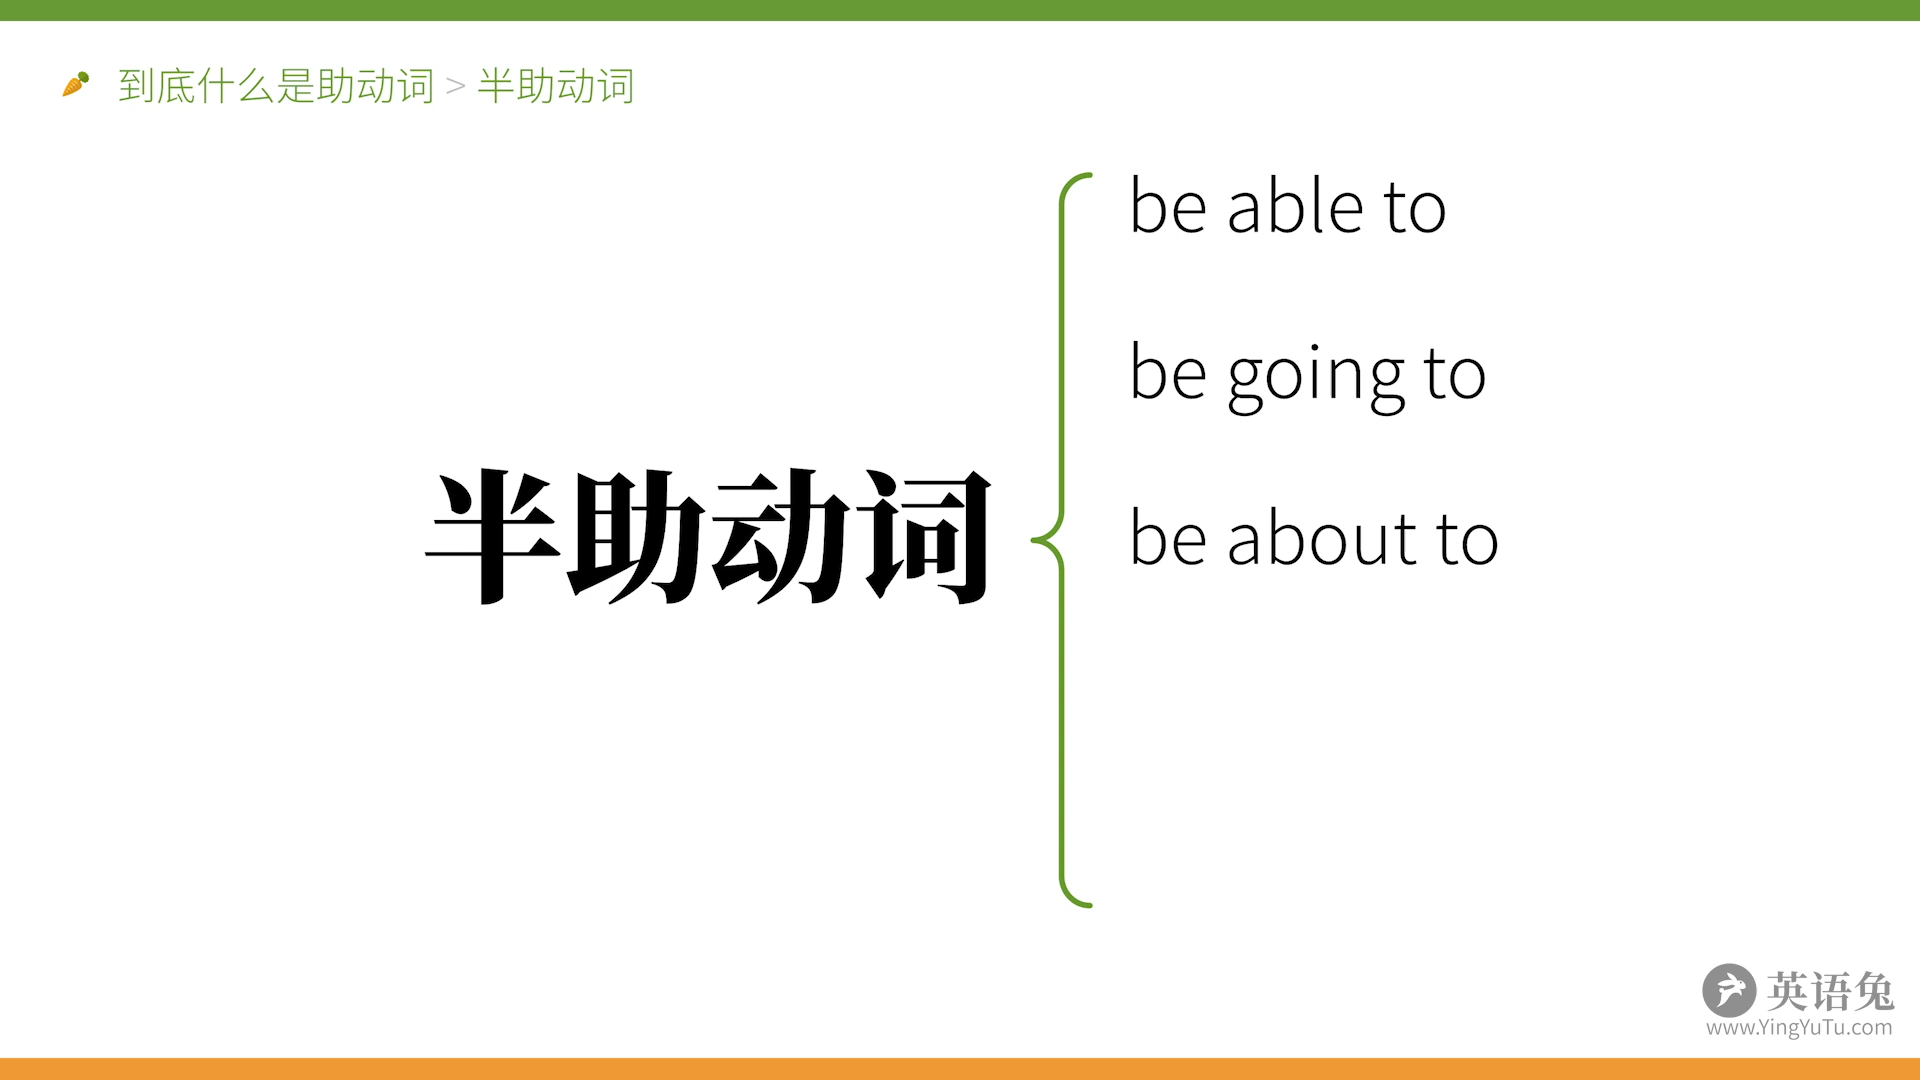 到底什么是助动词 > 半助动词
be able to
be going to
半助动词
be about to
英语兔
www.YingYuTu.com